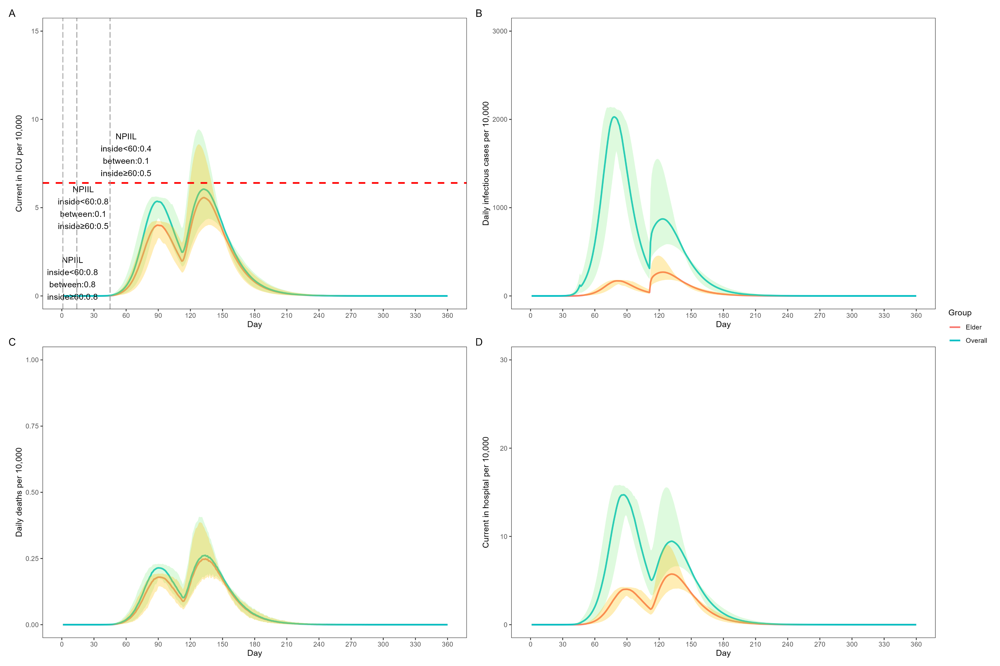 A
15
10
5
0
Current in ICU per 10,000
NPIIL
inside<60:0.4
between:0.1
inside≥60:0.5
NPIIL
inside<60:0.8
between:0.1
inside≥60:0.5
NPIIL
inside<60:0.8
between:0.8
inside≥60:0.8
0 30 60 90 120 150 180 210 240 270 300 330 360
Day
B
3000
2000
1000
0
Daily infectious cases per 10,000
0 30 60 90 120 150 180 210 240 270 300 330 360
Day
Group
Elder
Overall
C
1.00
0.75
0.50
0.25
0.00
Daily deaths per 10,000
0 30 60 90 120 150 180 210 240 270 300 330 360
Day
D
30
20
10
0
Current in hospital per 10,000
0 30 60 90 120 150 180 210 240 270 300 330 360
Day